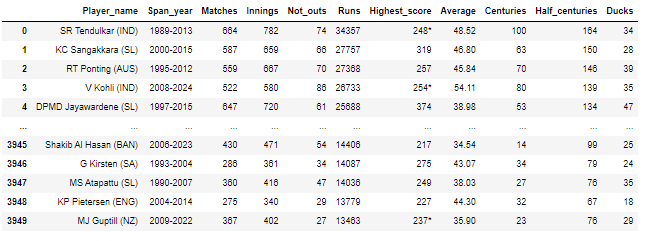 Player_name Span_year Matches Innings Not_outs Runs Highest_score Average Centuries Half_centuries Ducks
0 SR Tendulkar (IND) 1989-2013 664 782 74 34357 248* 48.52 100 164 34
1 KC Sangakkara (SL) 2000-2015 587 659 66 27757 319 46.80 63 150 28
2 RT Ponting (AUS) 1995-2012 559 667 70 27368 257 45.84 70 146 39
3 V Kohli (IND) 2008-2024 522 580 86 26733 254* 54.11 80 139 35
4 DPMD Jayawardene (SL) 1997-2015 647 720 61 25688 374 38.98 53 134 47
... ... ... ... ... ... ... ... ... ... ... ...
3945 Shakib Al Hasan (BAN) 2006-2023 430 471 54 14406 217 34.54 14 99 25
3946 G Kirsten (SA) 1993-2004 286 361 34 14087 275 43.07 34 79 24
3947 MS Atapattu (SL) 1990-2007 360 416 47 14036 249 38.03 27 76 35
3948 KP Pietersen (ENG) 2004-2014 275 340 29 13779 227 44.30 32 67 18
3949 MJ Guptill (NZ) 2009-2022 367 402 27 13463 237* 35.90 23 76 29